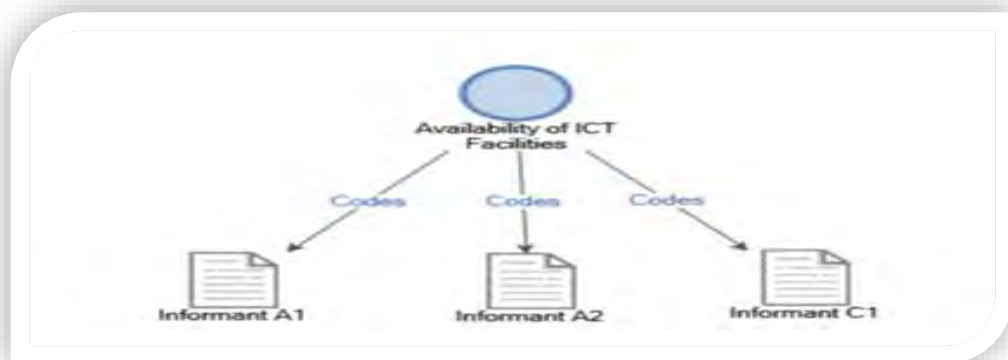 Availability of ICT
Facilities
Codes Codes Codes
Informant A1 Informant A2 Informant C1